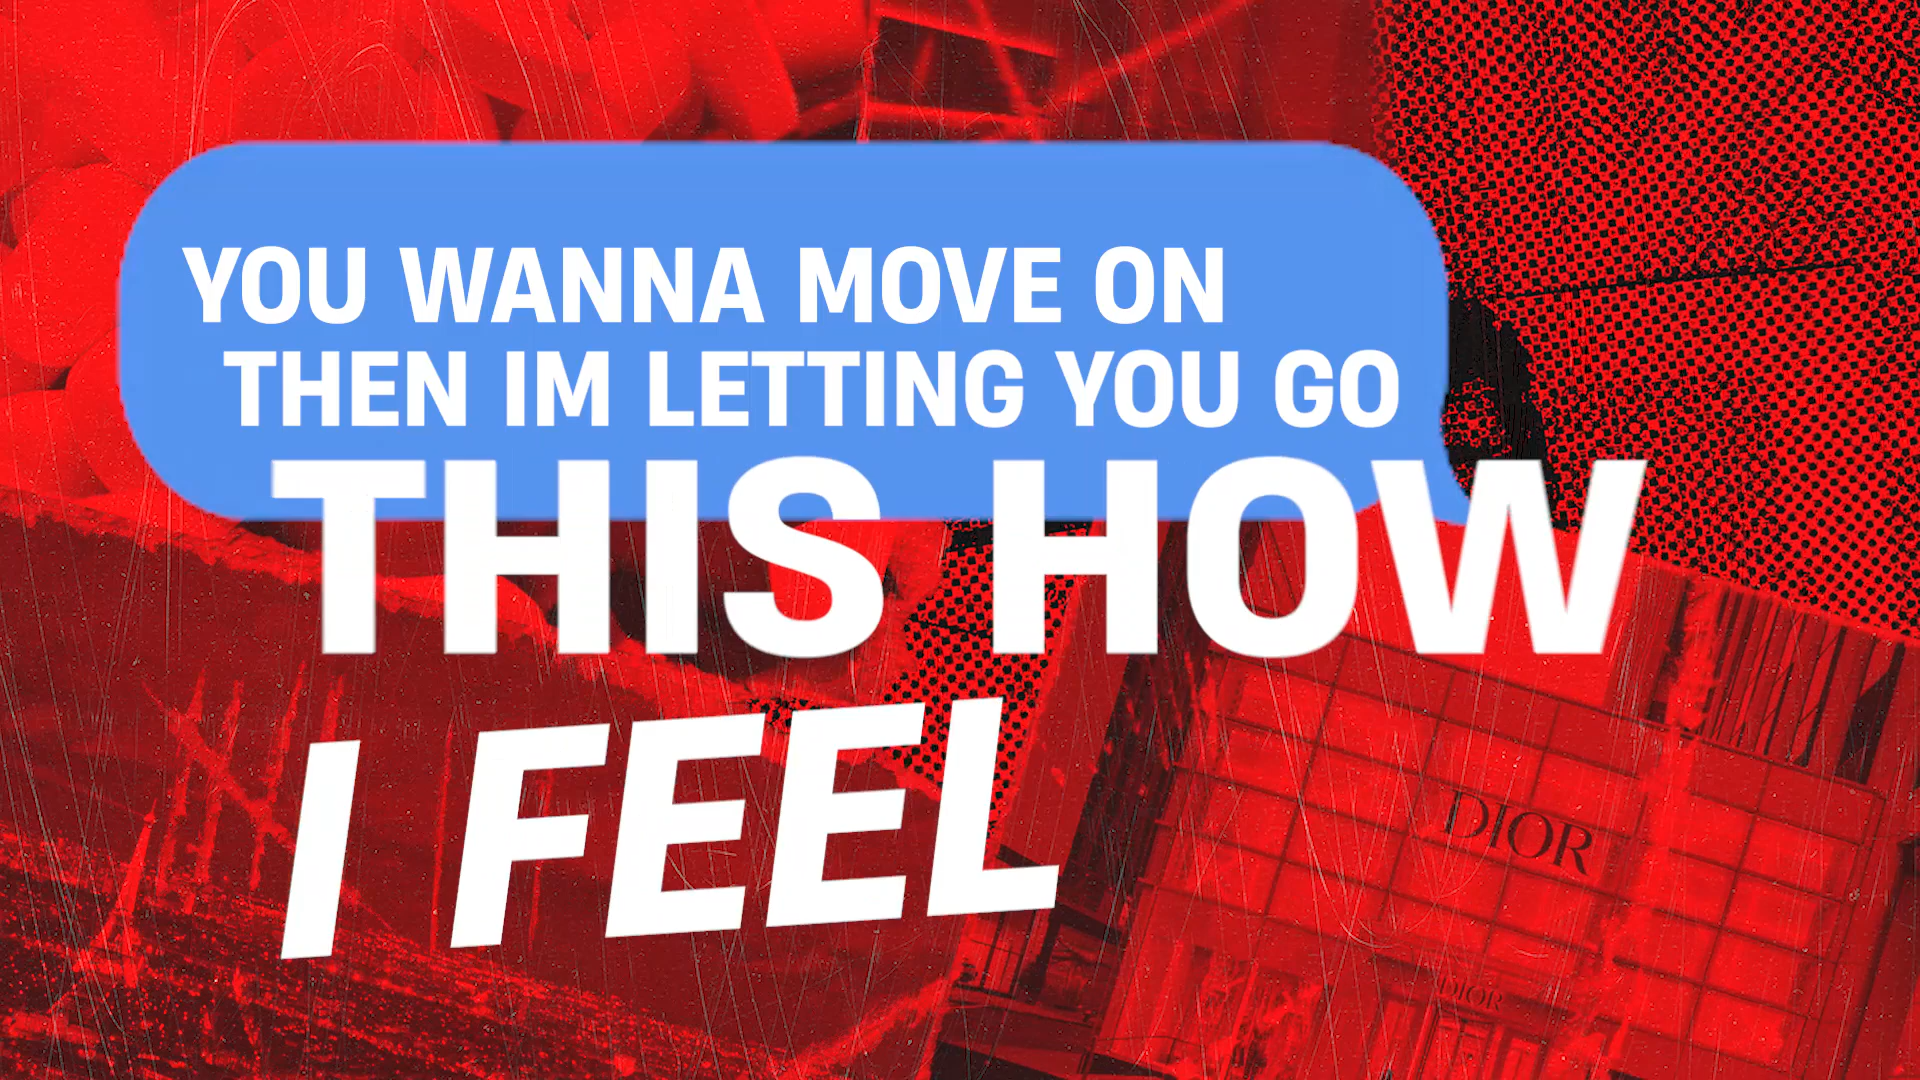 YOU WANNA MOVE ON
THEN IM LETTING YOU GO
THIS HOW
I FEEL
DIOR
DIOR